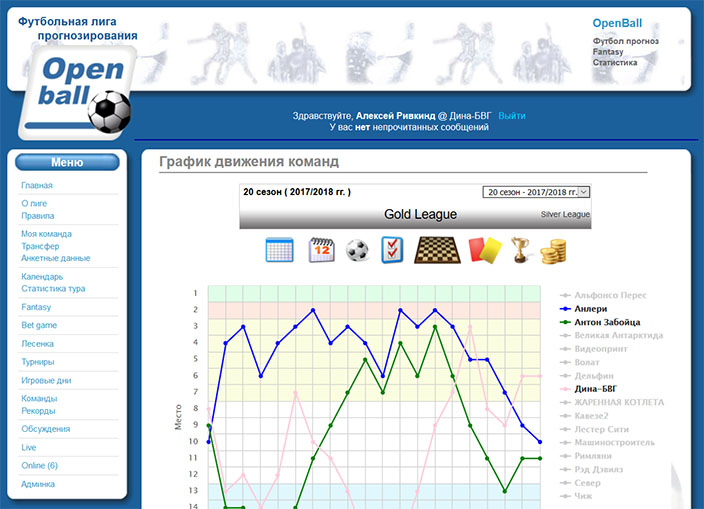 Футбольная лига
прогнозирования
Open
ball
OpenBall
Футбол прогноз
Fantasy
Статистика
Здравствуйте, Алексей Ривкинд @ Дина-БВГ Выйти
У вас нет непрочитанных сообщений
Меню
Главная
О лиге
Правила
Моя команда
Трансфер
Анкетные данные
Календарь
Статистика тура
Fantasy
Bet game
Лесенка
Турниры
Игровые дни
Команды
Рекорды
Обсуждения
Live
Online (6)
Админка
График движения команд
20 сезон ( 2017/2018 гг. )
20 сезон - 2017/2018 гг.
Gold League
Silver League
12
Место
1
2
3
4
5
6
7
8
9
10
11
12
13
14
Альфонсо Перес
Анлери
Антон Забойца
Великая Антарктида
Видеопринт
Волат
Дельфин
Дина-БВГ
ЖАРЕННАЯ КОТЛЕТА
Кавезе2
Лестер Сити
Машиностроитель
Римляни
Рэд Дэвилз
Север
Чиж